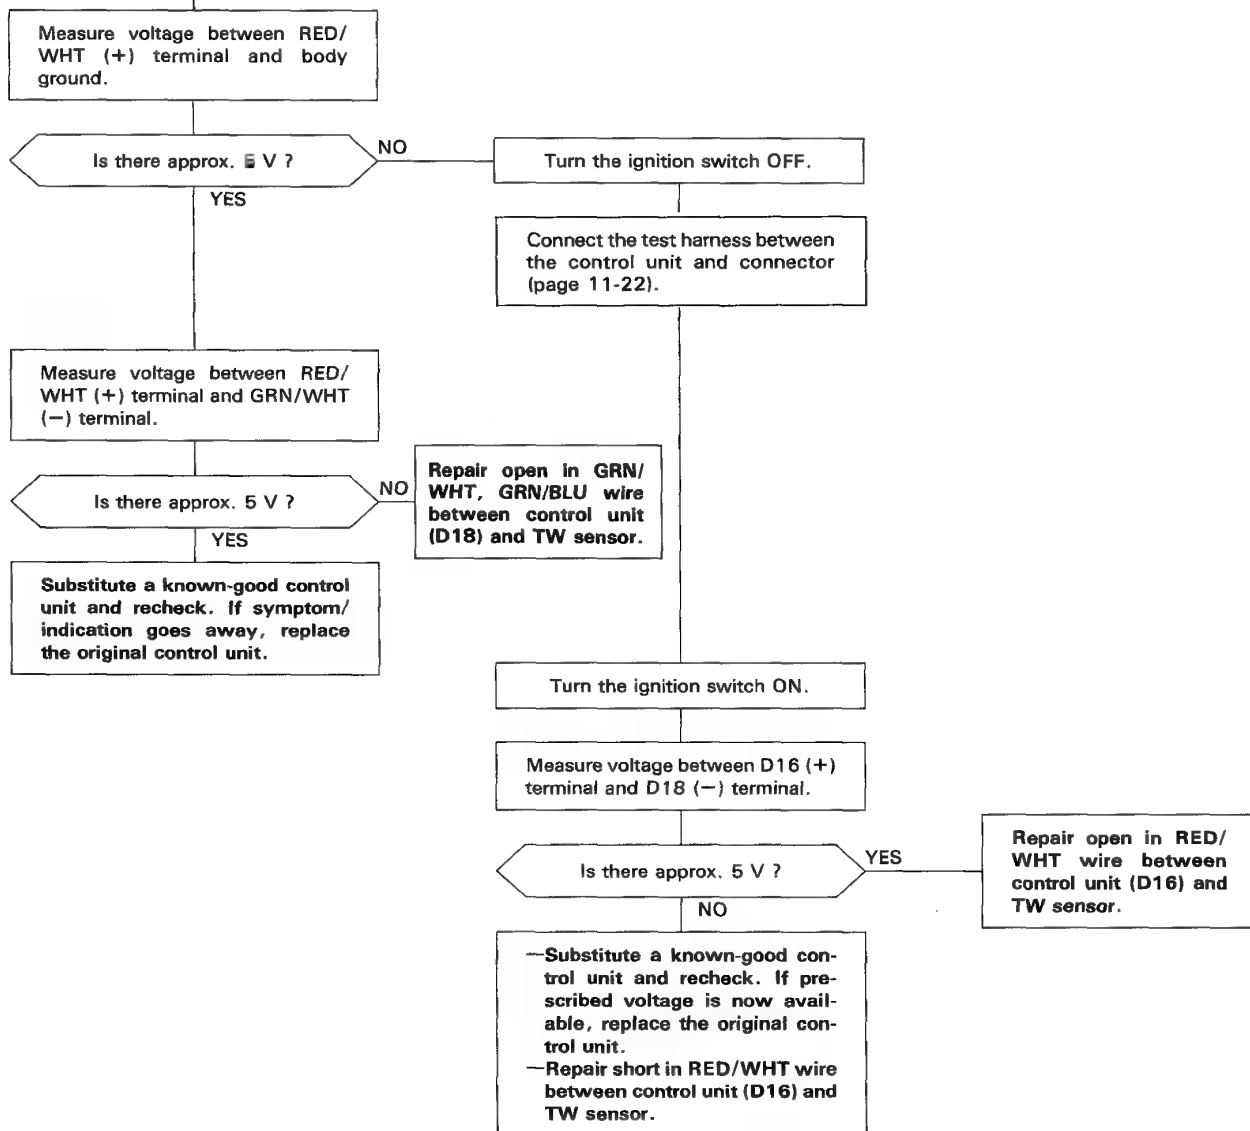 Measure voltage between RED/
WHT (+) terminal and body
ground.
Is there approx. 5 V ?
NO
YES
Turn the ignition switch OFF.
Connect the test harness between
the control unit and connector
(page 11-22).
Measure voltage between RED/
WHT (+) terminal and GRN/WHT
(−) terminal.
Is there approx. 5 V ?
NO
YES
Repair open in GRN/
WHT, GRN/BLU wire
between control unit
(D18) and TW sensor.
Substitute a known-good control
unit and recheck. If symptom/
indication goes away, replace
the original control unit.
Turn the ignition switch ON.
Measure voltage between D16 (+)
terminal and D18 (−) terminal.
Is there approx. 5 V ?
YES
NO
Repair open in RED/
WHT wire between
control unit (D16) and
TW sensor.
—Substitute a known-good con-
trol unit and recheck. If pre-
scribed voltage is now avail-
able, replace the original con-
trol unit.
—Repair short in RED/WHT wire
between control unit (D16) and
TW sensor.